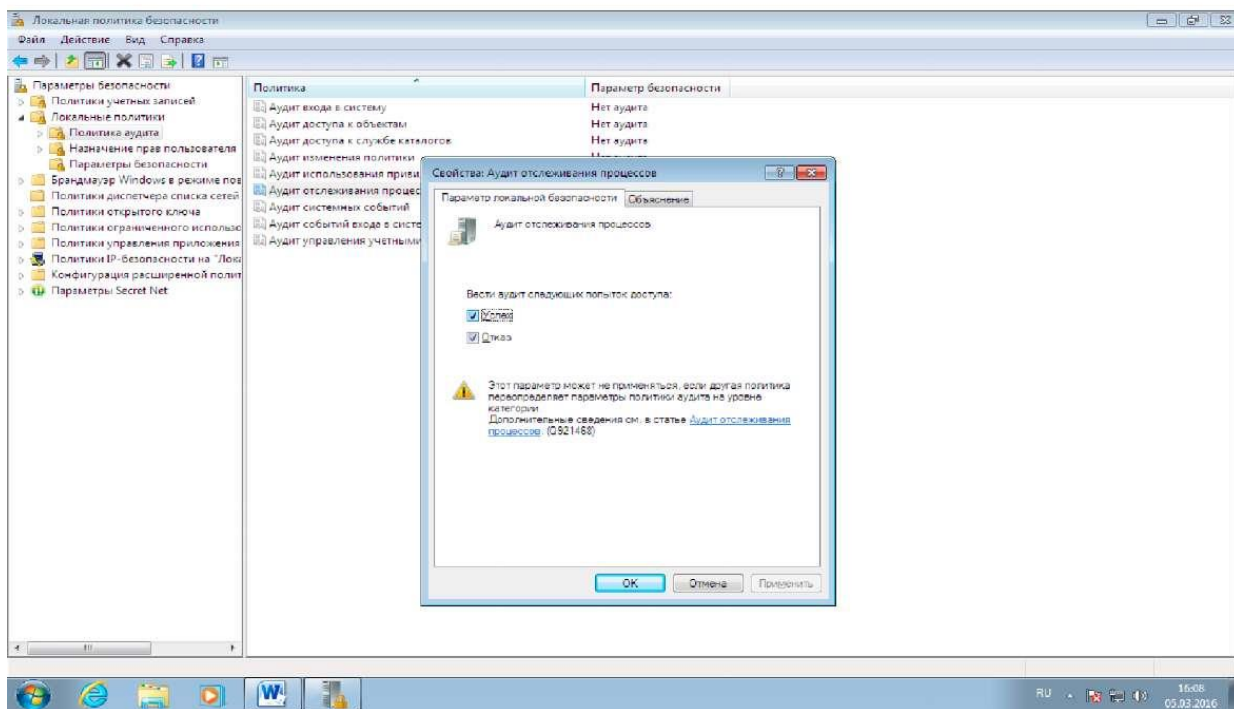 Локальная политика безопасности
Файл Действие Вид Справка
Параметры безопасности
Политики учетных записей
Локальные политики
Политика аудита
Назначение прав пользователя
Параметры безопасности
Брандмауэр Windows в режиме пов
Политики диспетчера списка сетей
Политики открытого ключа
Политики ограниченного использо
Политики управления приложения
Политики IP-безопасности на "Лока
Конфигурация расширенной полит
Параметры Secret Net
Политика Параметр безопасности
Аудит входа в систему Нет аудита
Аудит доступа к объектам Нет аудита
Аудит доступа к службе каталогов Нет аудита
Аудит изменения политики
Аудит использования приви
Аудит отслеживания процес
Аудит системных событий
Аудит событий входа в систе
Аудит управления учетными
Свойства: Аудит отслеживания процессов
Параметр локальной безопасности Объяснение
Аудит отслеживания процессов
Вести аудит следующих попыток доступа:
Успех
Отказ
Этот параметр может не применяться, если другая политика
переопределяет параметры политики аудита на уровне
категории
Дополнительные сведения см. в статье Аудит отслеживания
процессов. (Q921468)
ОК Отмена Применить
RU 16:08
05.03.2016